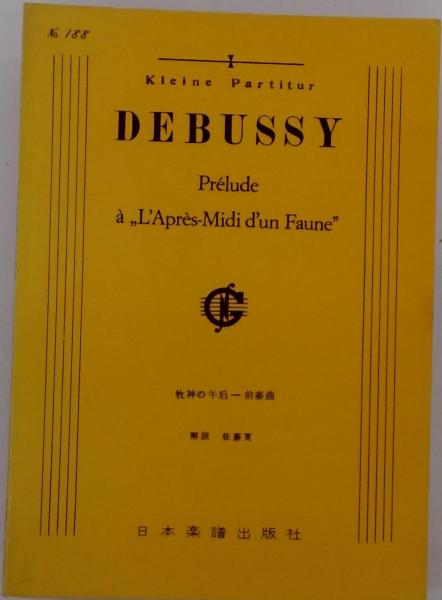 No. 188
Kleine Partitur
DEBUSSY
Prélude
à „L'Après-Midi d'un Faune”
牧神の午后ー前奏曲
解説 佐藤寛
日本楽譜出版社